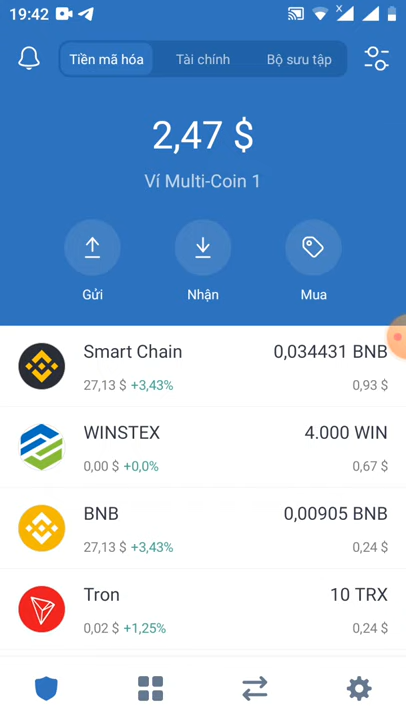 19:42
Tiền mã hóa Tài chính Bộ sưu tập
2,47 $
Ví Multi-Coin 1
Gửi Nhận Mua
Smart Chain 0,034431 BNB
27,13 $ +3,43% 0,93 $
WINSTEX 4.000 WIN
0,00 $ +0,0% 0,67 $
BNB 0,00905 BNB
27,13 $ +3,43% 0,24 $
Tron 10 TRX
0,02 $ +1,25% 0,24 $